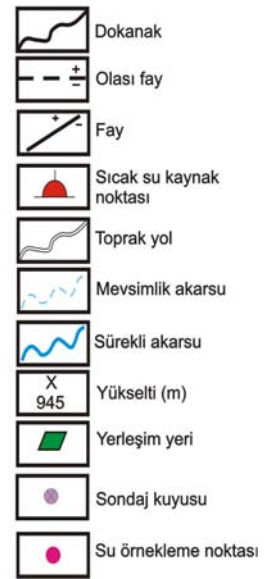 Dokanak
+
−
Olası fay
+ −
Fay
Sıcak su kaynak
noktası
Toprak yol
Mevsimlik akarsu
Sürekli akarsu
X
945
Yükselti (m)
Yerleşim yeri
Sondaj kuyusu
Su örnekleme noktası